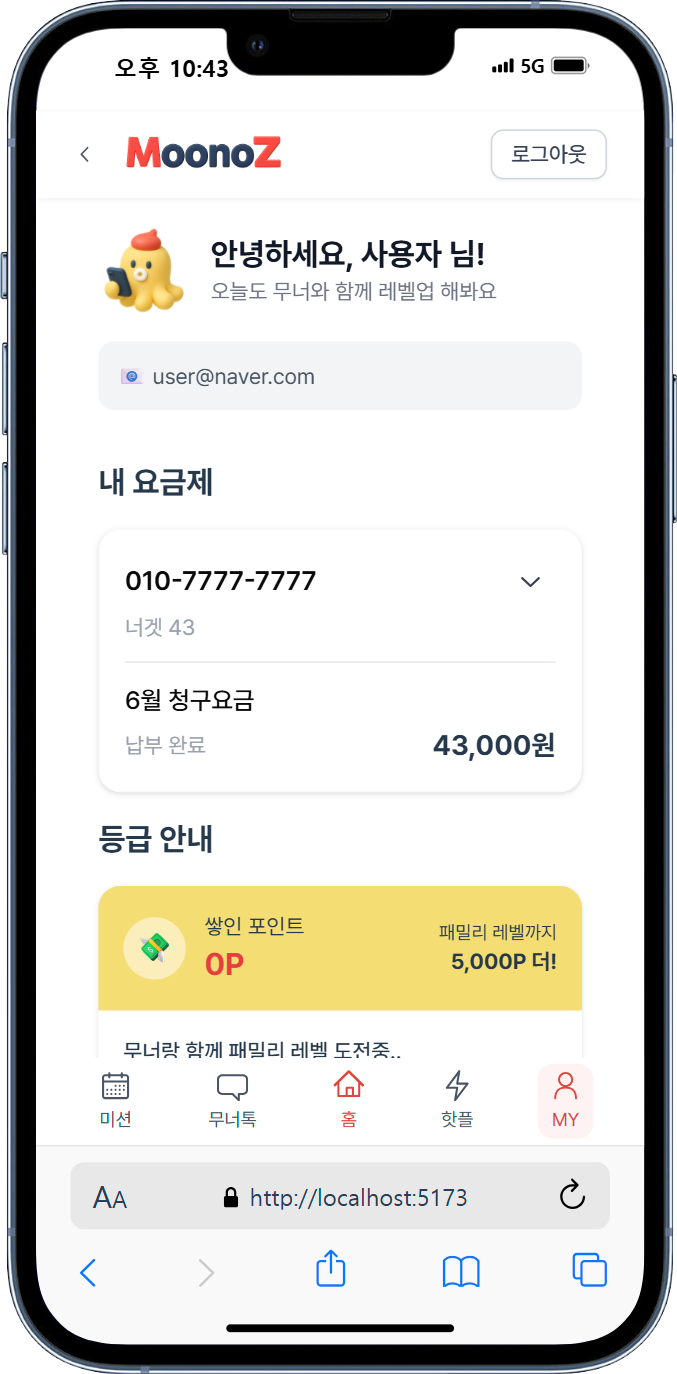 오후 10:43
5G
MoonoZ
로그아웃
안녕하세요, 사용자 님!
오늘도 무너와 함께 레벨업 해봐요
user@naver.com
내 요금제
010-7777-7777
너겟 43
6월 청구요금
납부 완료
43,000원
등급 안내
쌓인 포인트
0P
패밀리 레벨까지
5,000P 더!
무너랑 함께 패밀리 레벨 도전중..
미션
무너톡
홈
핫플
MY
AA
http://localhost:5173